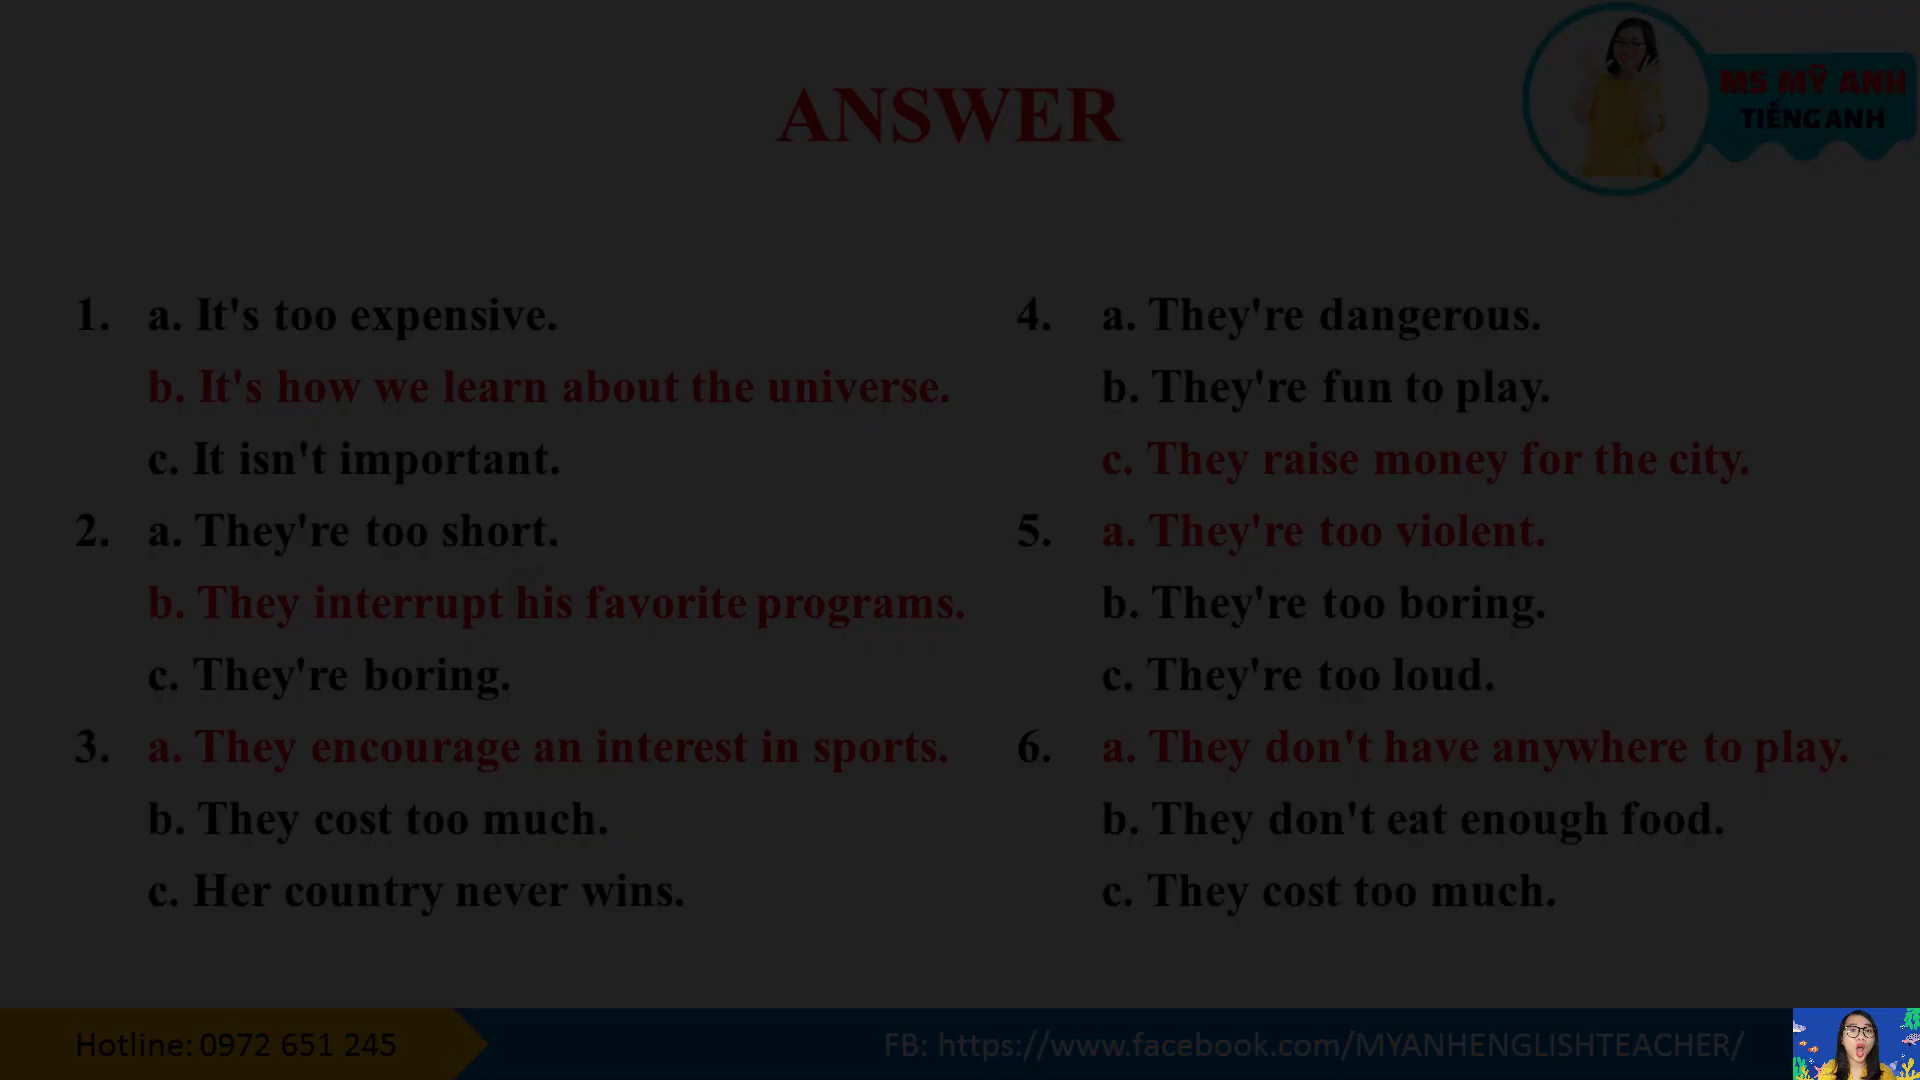 ANSWER
MS MỸ ANH
TIẾNG ANH
1. a. It's too expensive.
b. It's how we learn about the universe.
c. It isn't important.
2. a. They're too short.
b. They interrupt his favorite programs.
c. They're boring.
3. a. They encourage an interest in sports.
b. They cost too much.
c. Her country never wins.
4. a. They're dangerous.
b. They're fun to play.
c. They raise money for the city.
5. a. They're too violent.
b. They're too boring.
c. They're too loud.
6. a. They don't have anywhere to play.
b. They don't eat enough food.
c. They cost too much.
Hotline: 0972 651 245
FB: https://www.facebook.com/MYANHENGLISHTEACHER/